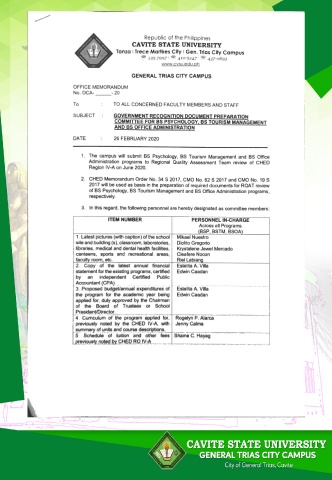 Republic of the Philippines
CAVITE STATE UNIVERSITY
Tanza | Trece Martires City | Gen. Trias City Campus
www.cvsu.edu.ph
GENERAL TRIAS CITY CAMPUS
OFFICE MEMORANDUM
No. OCA- ______ - 20
To : TO ALL CONCERNED FACULTY MEMBERS AND STAFF
SUBJECT : GOVERNMENT RECOGNITION DOCUMENT PREPARATION
COMMITTEE FOR BS PSYCHOLOGY, BS TOURISM MANAGEMENT
AND BS OFFICE ADMINISTRATION
DATE : 26 FEBRUARY 2020
1. The campus will submit BS Psychology, BS Tourism Management and BS Office
Administration programs to Regional Quality Assessment Team review of CHED
Region IV-A on June 2020.
2. CHED Memorandum Order No. 34 S 2017, CMO No. 62 S 2017 and CMO No. 19 S
2017 will be used as basis in the preparation of required documents for RQAT review
of BS Psychology, BS Tourism Management and BS Office Administration programs,
respectively.
3. In this regard, the following personnel are hereby designated as committee members:
ITEM NUMBER PERSONNEL IN-CHARGE
Across all Programs
(BSP, BSTM, BSOA)
1. Latest pictures (with caption) of the school
site and building (s), classroom, laboratories,
libraries, medical and dental health facilities,
canteens, sports and recreational areas,
faculty room, etc.
Mikael Nuestro
Diolito Gregorio
Krystalene Jewel Mercado
Cleofere Nocon
Riel Labsing
2. Copy of the latest annual financial
statement for the existing programs, certified
by an independent Certified Public
Accountant (CPA)
Estelita A. Villa
Edwin Casdan
3. Proposed budget/annual expenditures of
the program for the academic year being
applied for, duly approved by the Chairman
of the Board of Trustees or School
President/Director
Estelita A. Villa
Edwin Casdan
4. Curriculum of the program applied for,
previously noted by the CHED IV-A, with
summary of units and course descriptions.
Rogelyn F. Alarca
Jenny Calma
5. Schedule of tuition and other fees
previously noted by CHED RO IV-A
Shaine C. Hayag
CAVITE STATE UNIVERSITY
GENERAL TRIAS CITY CAMPUS
City of General Trias, Cavite